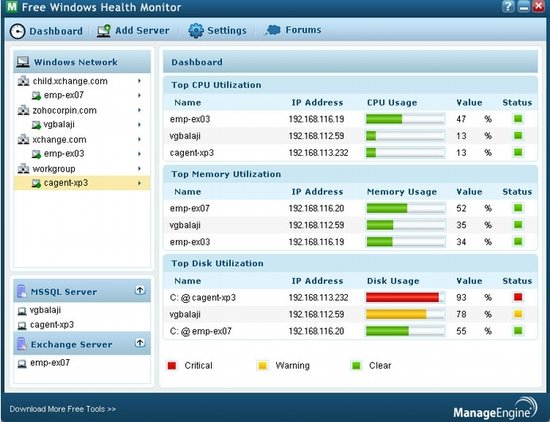 M Free Windows Health Monitor
Dashboard Add Server Settings Forums
Windows Network
child.xchange.com
emp-ex07
zohocorpin.com
vgbalaji
xchange.com
emp-ex03
workgroup
cagent-xp3
MSSQL Server
vgbalaji
cagent-xp3
Exchange Server
emp-ex07
Dashboard
Top CPU Utilization
Name IP Address CPU Usage Value Status
emp-ex03 192.168.116.19 47 %
vgbalaji 192.168.112.59 13 %
cagent-xp3 192.168.113.232 13 %
Top Memory Utilization
Name IP Address Memory Usage Value Status
emp-ex07 192.168.116.20 52 %
vgbalaji 192.168.112.59 35 %
emp-ex03 192.168.116.19 34 %
Top Disk Utilization
Name IP Address Disk Usage Value Status
C: @ cagent-xp3 192.168.113.232 93 %
vgbalaji 192.168.112.59 78 %
C: @ emp-ex07 192.168.116.20 55 %
Critical Warning Clear
Download More Free Tools >>
ManageEngine